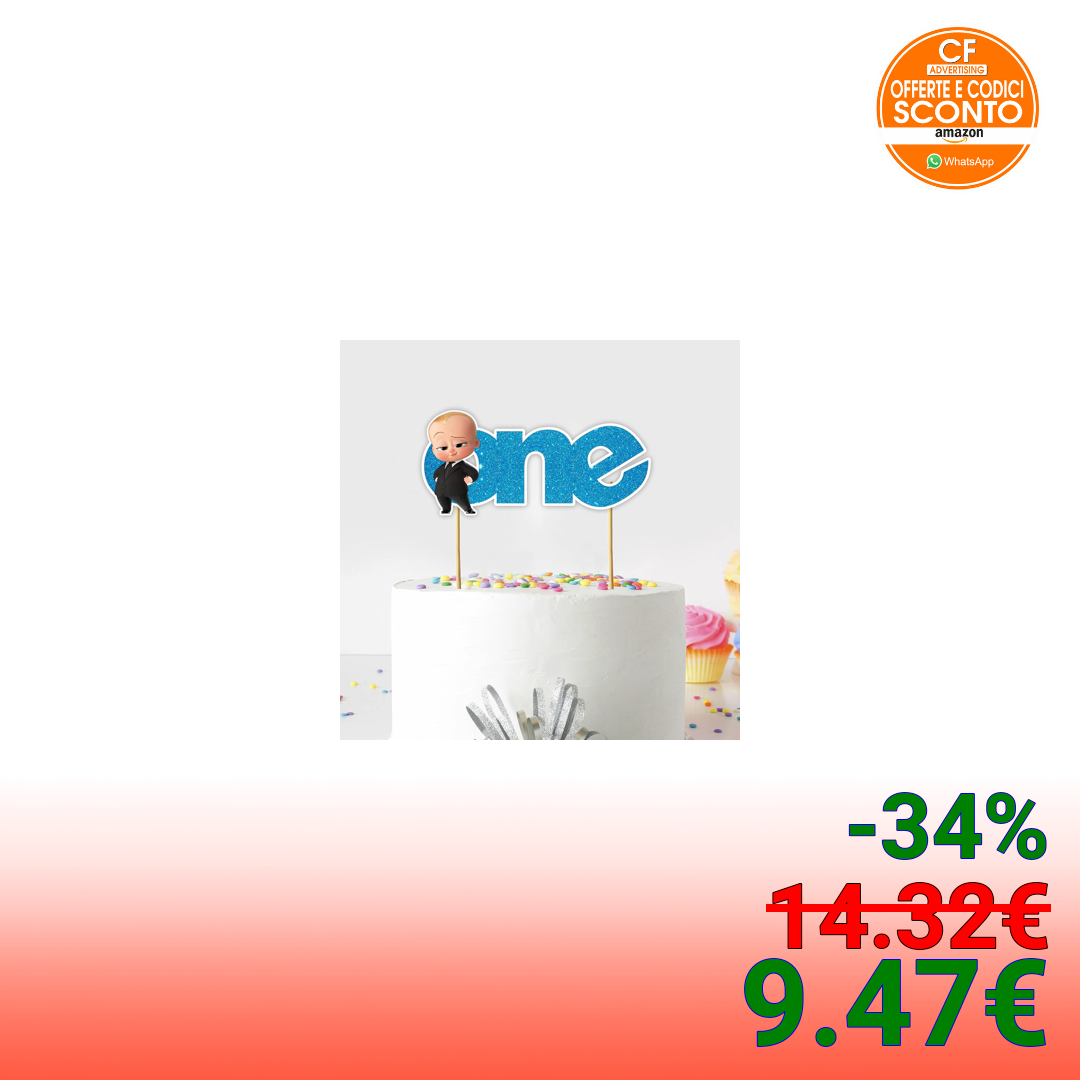 CF
ADVERTISING
OFFERTE E CODICI
SCONTO
amazon
WhatsApp
one
-34%
14.32€
9.47€